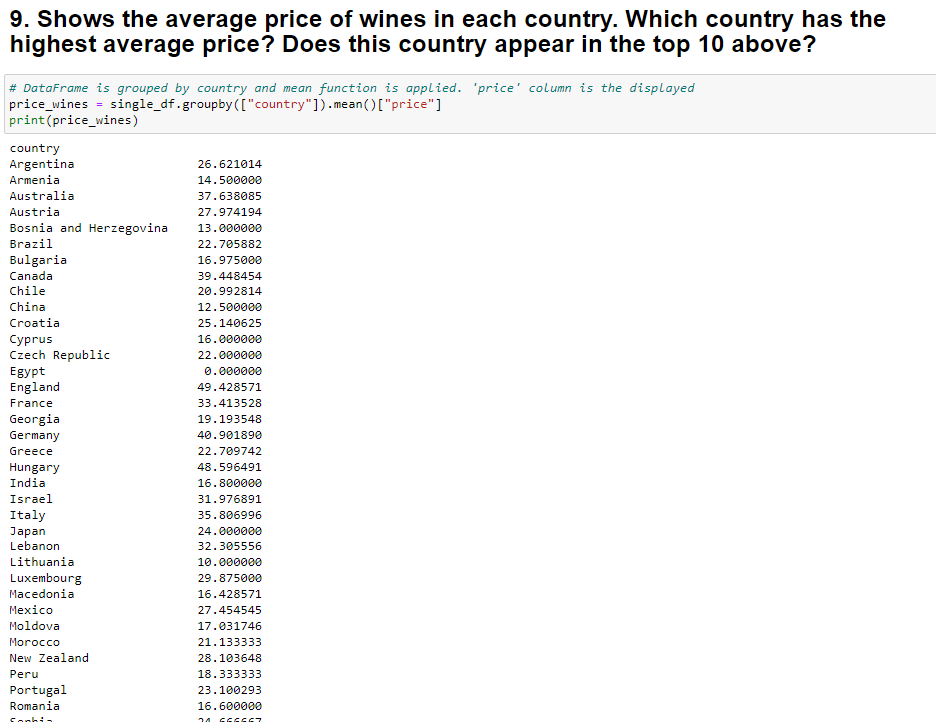 9. Shows the average price of wines in each country. Which country has the
highest average price? Does this country appear in the top 10 above?
# DataFrame is grouped by country and mean function is applied. 'price' column is the displayed
price_wines = single_df.groupby(["country"]).mean()["price"]
print(price_wines)
country
Argentina 26.621014
Armenia 14.500000
Australia 37.638085
Austria 27.974194
Bosnia and Herzegovina 13.000000
Brazil 22.705882
Bulgaria 16.975000
Canada 39.448454
Chile 20.992814
China 12.500000
Croatia 25.140625
Cyprus 16.000000
Czech Republic 22.000000
Egypt 0.000000
England 49.428571
France 33.413528
Georgia 19.193548
Germany 40.901890
Greece 22.709742
Hungary 48.596491
India 16.800000
Israel 31.976891
Italy 35.806996
Japan 24.000000
Lebanon 32.305556
Lithuania 10.000000
Luxembourg 29.875000
Macedonia 16.428571
Mexico 27.454545
Moldova 17.031746
Morocco 21.133333
New Zealand 28.103648
Peru 18.333333
Portugal 23.100293
Romania 16.600000